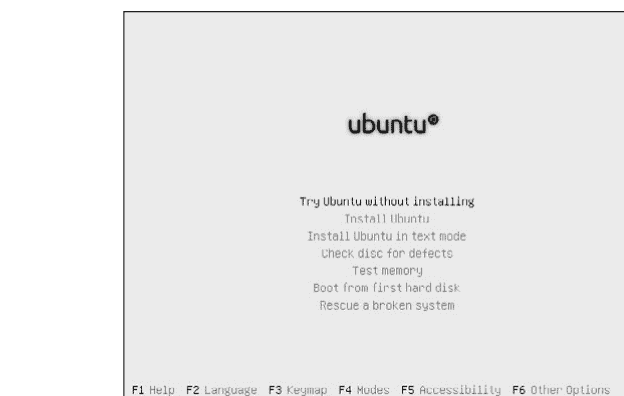 ubuntu
Try Ubuntu without installing
Install Ubuntu
Install Ubuntu in text mode
Check disc for defects
Test memory
Boot from first hard disk
Rescue a broken system
F1 Help F2 Language F3 Keymap F4 Modes F5 Accessibility F6 Other Options